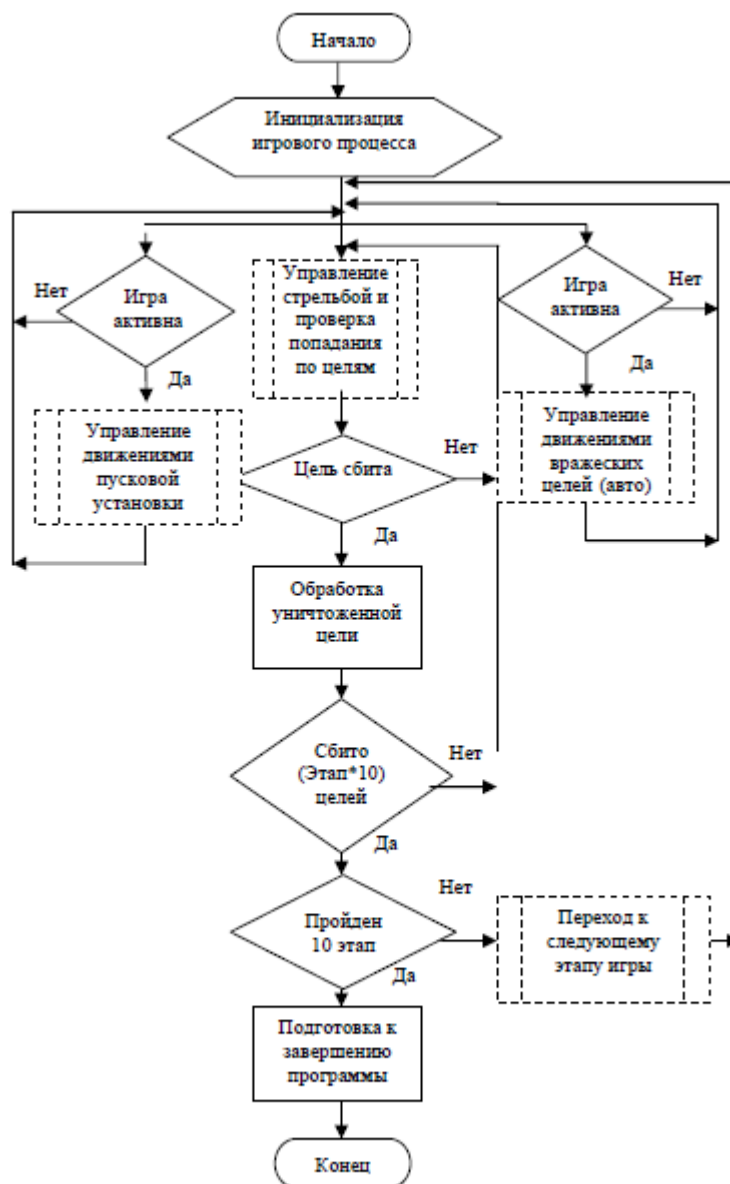 Начало
Инициализация
игрового процесса
Нет
Игра
активна
Да
Управление
стрельбой и
проверка
попадания
по целям
Игра
активна
Нет
Да
Управление
движениями
пусковой
установки
Цель сбита
Нет
Да
Управление
движениями
вражеских
целей (авто)
Обработка
уничтоженной
цели
Сбито
(Этап*10)
целей
Нет
Да
Пройден
10 этап
Нет
Да
Переход к
следующему
этапу игры
Подготовка к
завершению
программы
Конец